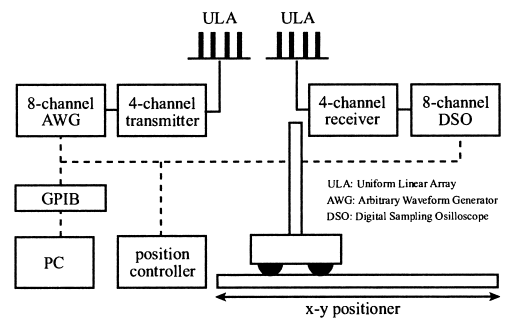 ULA
ULA
8-channel
AWG
4-channel
transmitter
4-channel
receiver
8-channel
DSO
ULA: Uniform Linear Array
AWG: Arbitrary Waveform Generator
DSO: Digital Sampling Osilloscope
GPIB
PC
position
controller
x-y positioner